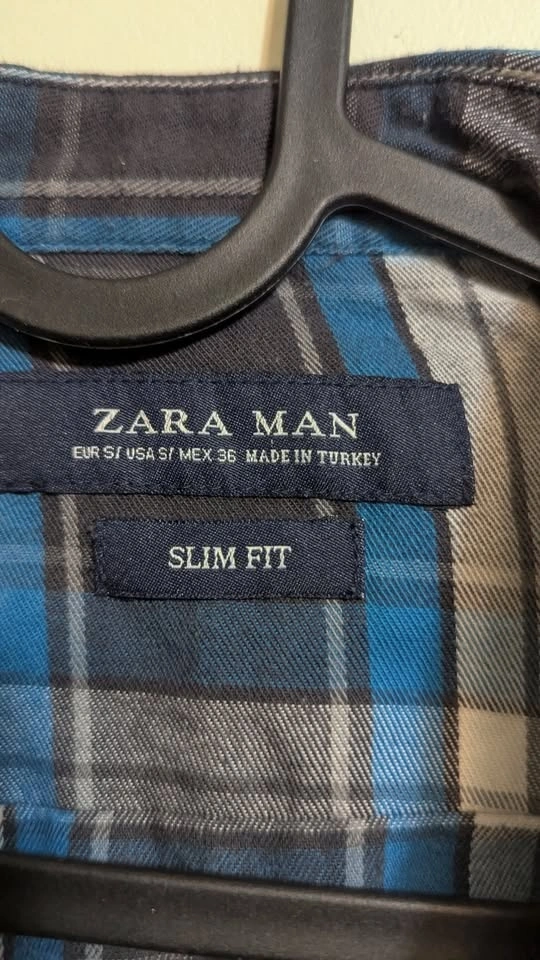 ZARA MAN
EUR S/ USA S/ MEX 36 MADE IN TURKEY
SLIM FIT